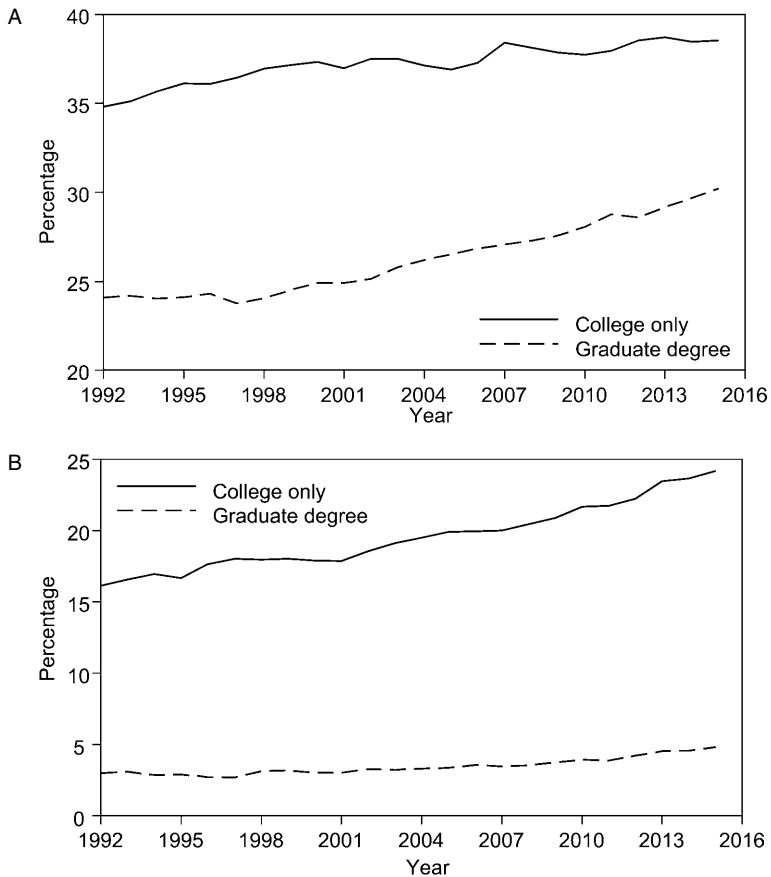 A
40
35
30
25
20
Percentage
College only
Graduate degree
1992 1995 1998 2001 2004 2007 2010 2013 2016
Year
B
25
20
15
10
5
0
Percentage
College only
Graduate degree
1992 1995 1998 2001 2004 2007 2010 2013 2016
Year